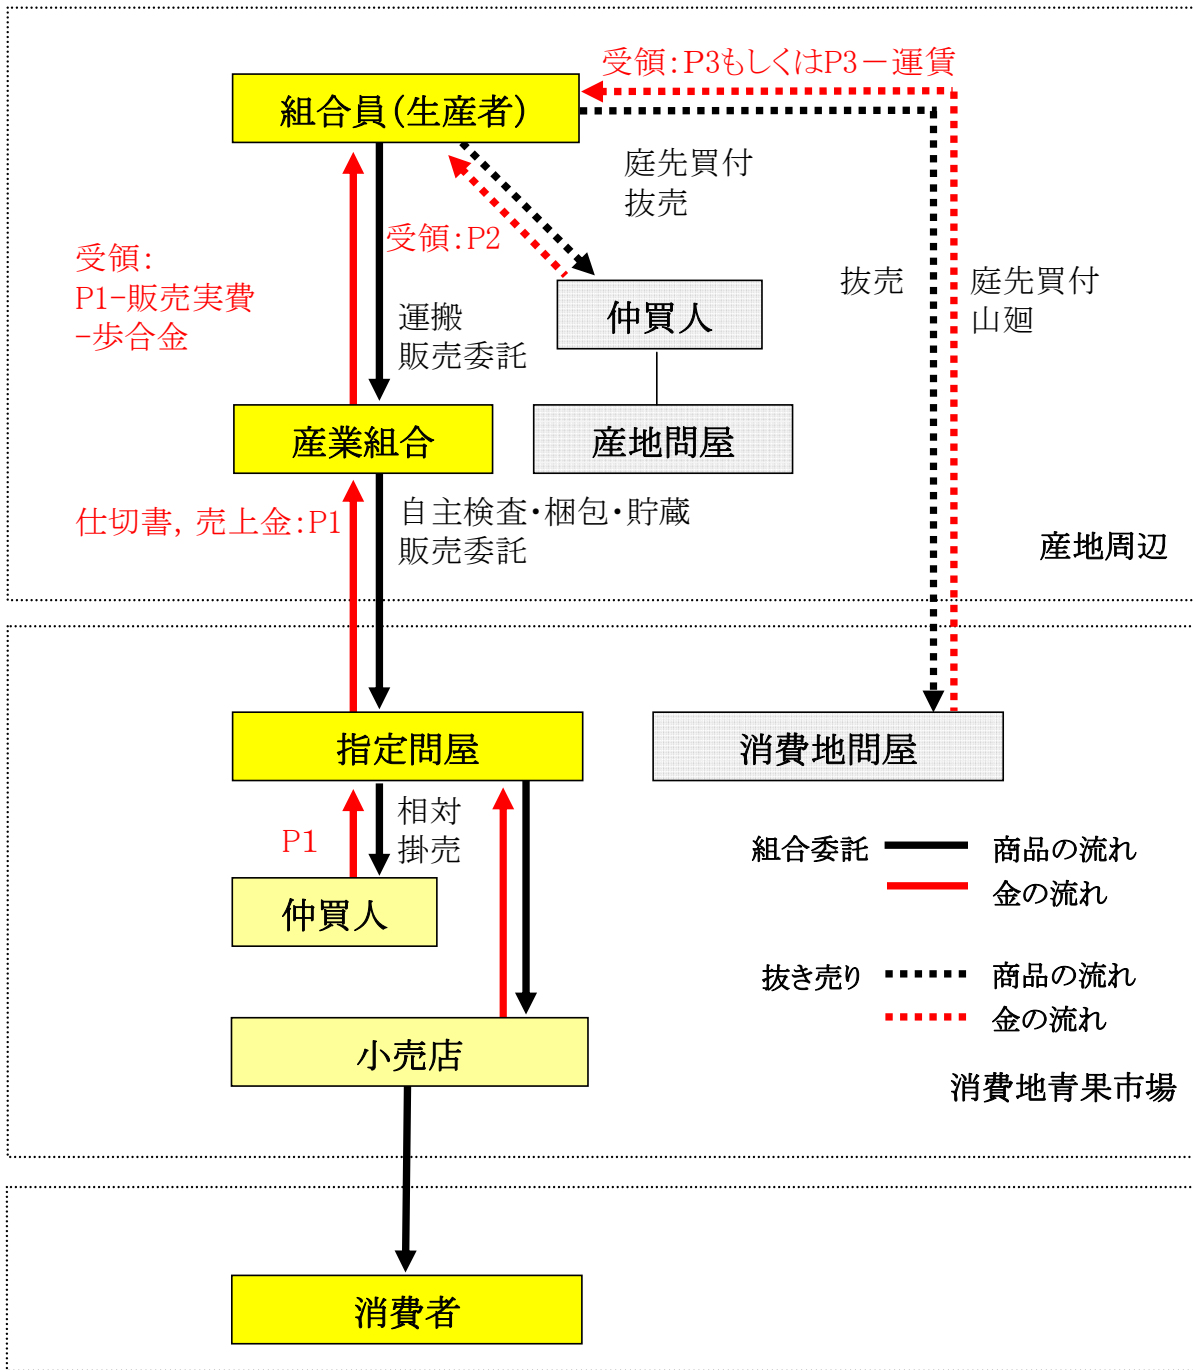 受領：P3もしくはP3－運賃
組合員（生産者）
庭先買付
抜売
受領：P2
受領：
P1-販売実費
-歩合金
抜売
庭先買付
山廻
仲買人
運搬
販売委託
産業組合
産地問屋
仕切書，売上金：P1
自主検査・梱包・貯蔵
販売委託
産地周辺
指定問屋
消費地問屋
P1
相対
掛売
組合委託
商品の流れ
金の流れ
仲買人
抜き売り
商品の流れ
金の流れ
小売店
消費地青果市場
消費者